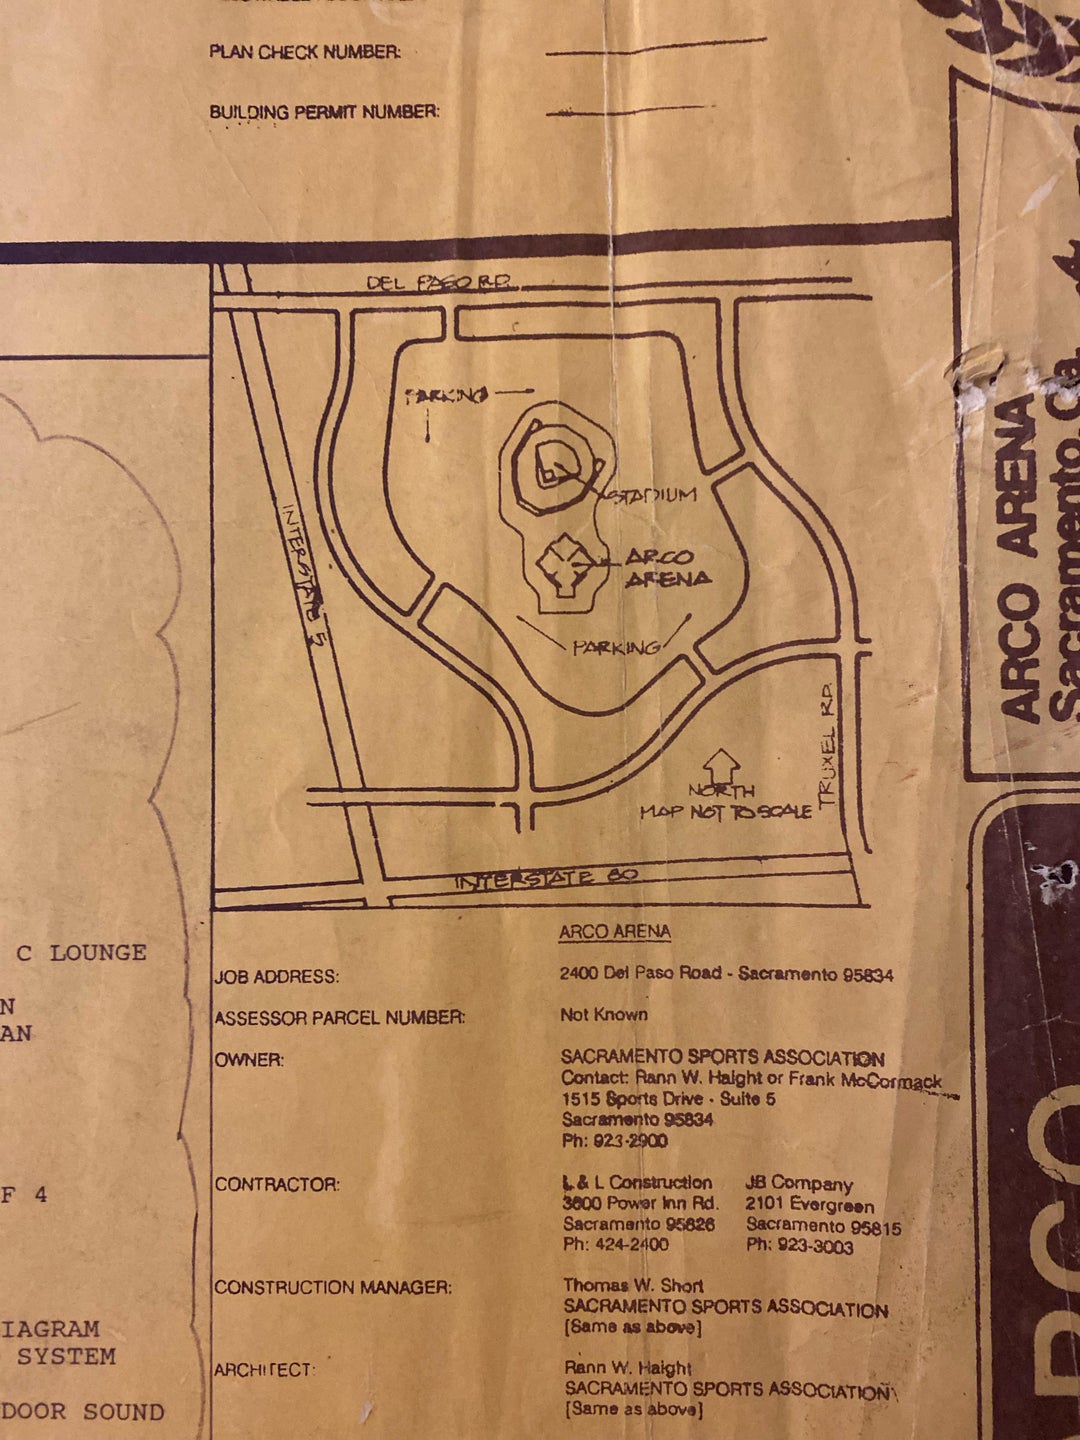 PLAN CHECK NUMBER:
BUILDING PERMIT NUMBER:
DEL PASO RD.
PARKING
STADIUM
ARCO
ARENA
PARKING
INTERSTATE 5
TRUXEL RD.
NORTH
MAP NOT TO SCALE
INTERSTATE 80
ARCO ARENA
Sacramento, Ca.
C LOUNGE
N
AN
F 4
IAGRAM
SYSTEM
DOOR SOUND
ARCO ARENA
JOB ADDRESS: 2400 Del Paso Road - Sacramento 95834
ASSESSOR PARCEL NUMBER: Not Known
OWNER: SACRAMENTO SPORTS ASSOCIATION
Contact: Rann W. Haight or Frank McCormack
1515 Sports Drive - Suite 5
Sacramento 95834
Ph: 923-2900
CONTRACTOR: L & L Construction JB Company
3600 Power Inn Rd. 2101 Evergreen
Sacramento 95826 Sacramento 95815
Ph: 424-2400 Ph: 923-3003
CONSTRUCTION MANAGER: Thomas W. Short
SACRAMENTO SPORTS ASSOCIATION
[Same as above]
ARCHITECT: Rann W. Haight
SACRAMENTO SPORTS ASSOCIATION
[Same as above]
RCO